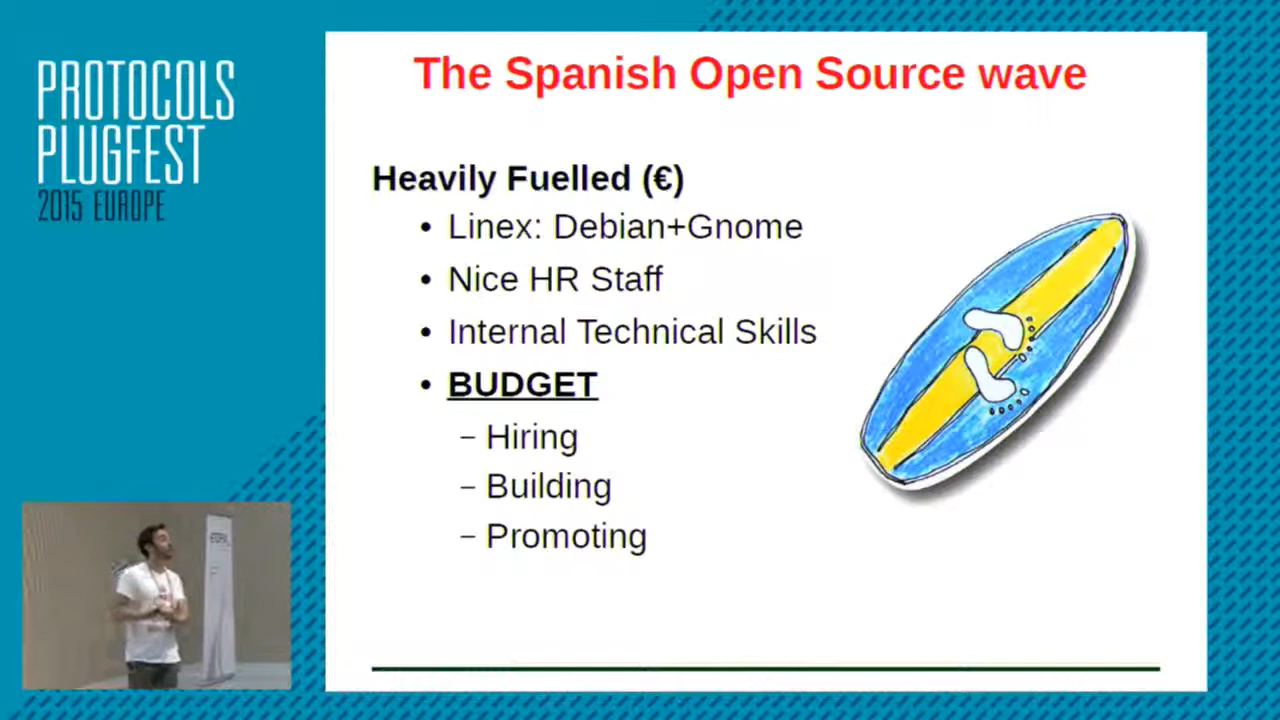 PROTOCOLS
PLUGFEST
2015 EUROPE
The Spanish Open Source wave
Heavily Fuelled (€)
• Linex: Debian+Gnome
• Nice HR Staff
• Internal Technical Skills
• BUDGET
– Hiring
– Building
– Promoting